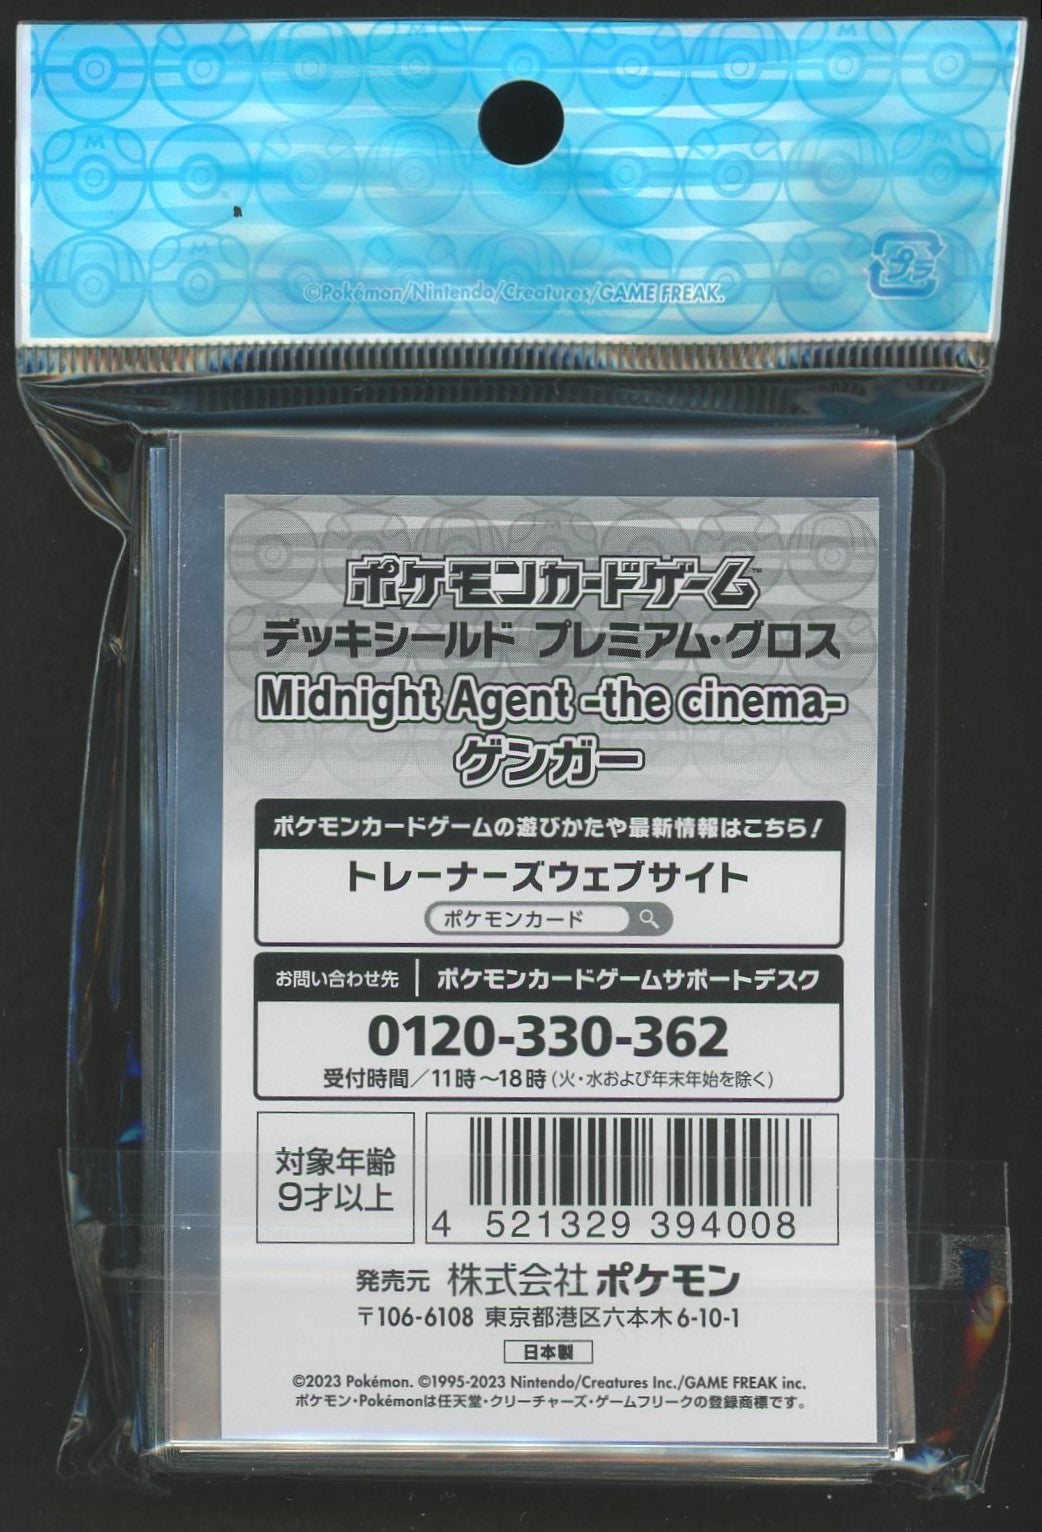 ©Pokémon/Nintendo/Creatures/GAME FREAK.
プラ
ポケモンカードゲーム™
デッキシールド プレミアム・グロス
Midnight Agent -the cinema-
ゲンガー
ポケモンカードゲームの遊びかたや最新情報はこちら!
トレーナーズウェブサイト
ポケモンカード
お問い合わせ先 ポケモンカードゲームサポートデスク
0120-330-362
受付時間/11時~18時(火・水および年末年始を除く)
対象年齢
9才以上
4 521329 394008
発売元 株式会社ポケモン
〒106-6108 東京都港区六本木6-10-1
日本製
©2023 Pokémon. ©1995-2023 Nintendo/Creatures Inc./GAME FREAK inc.
ポケモン・Pokémonは任天堂・クリーチャーズ・ゲームフリークの登録商標です。